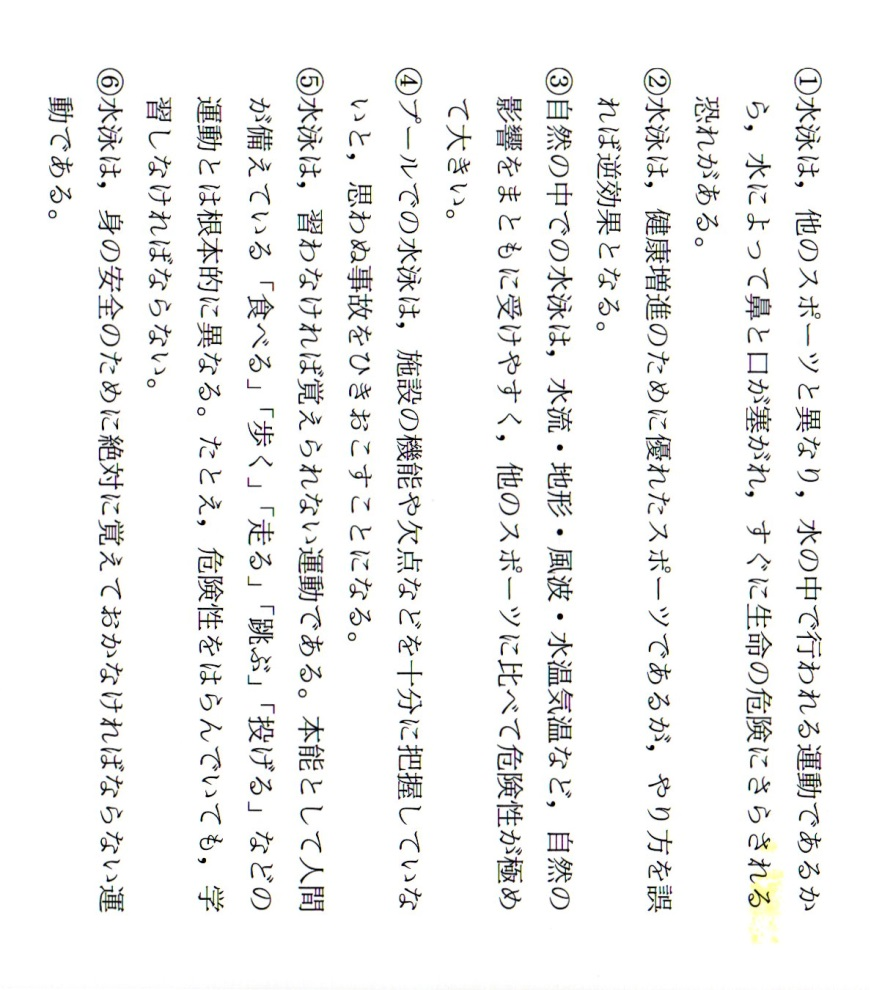 ①水泳は，他のスポーツと異なり，水の中で行われる運動であるか
ら，水によって鼻と口が塞がれ，すぐに生命の危険にさらされる
恐れがある。
②水泳は，健康増進のために優れたスポーツであるが，やり方を誤
れば逆効果となる。
③自然の中での水泳は，水流・地形・風波・水温気温など，自然の
影響をまともに受けやすく，他のスポーツに比べて危険性が極め
て大きい。
④プールでの水泳は，施設の機能や欠点などを十分に把握していな
いと，思わぬ事故をひきおこすことになる。
⑤水泳は，習わなければ覚えられない運動である。本能として人間
が備えている「食べる」「歩く」「走る」「跳ぶ」「投げる」などの
運動とは根本的に異なる。たとえ，危険性をはらんでいても，学
習しなければならない。
⑥水泳は，身の安全のために絶対に覚えておかなければならない運
動である。